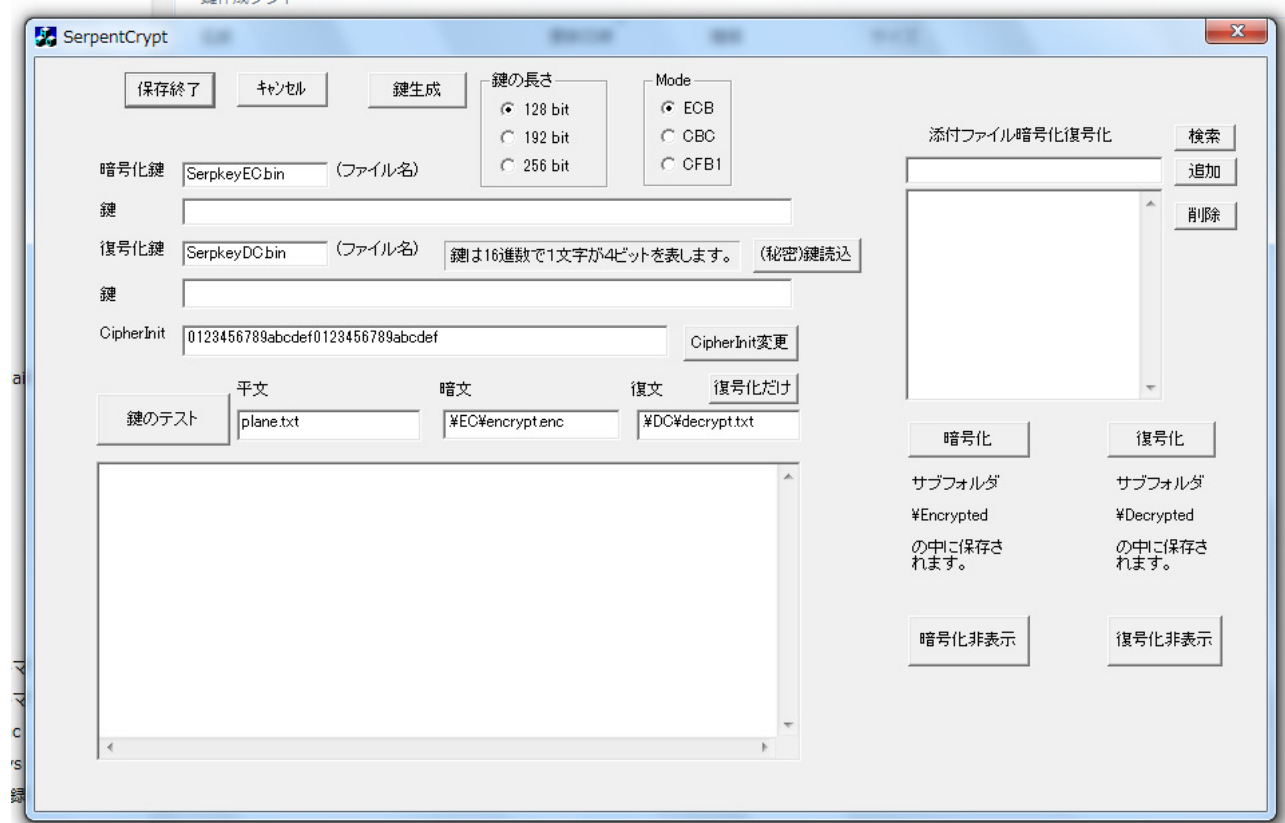 SerpentCrypt
保存終了
ｷｬﾝｾﾙ
鍵生成
鍵の長さ
128 bit
192 bit
256 bit
Mode
ECB
CBC
CFB1
添付ファイル暗号化復号化
検索
追加
削除
暗号化鍵
SerpkeyEC.bin
(ファイル名)
鍵
復号化鍵
SerpkeyDC.bin
(ファイル名)
鍵は16進数で1文字が4ビットを表します。
(秘密)鍵読込
鍵
CipherInit
0123456789abcdef0123456789abcdef
CipherInit変更
平文
暗文
復文
復号化だけ
鍵のテスト
plane.txt
¥EC¥encrypt.enc
¥DC¥decrypt.txt
暗号化
復号化
サブフォルダ
¥Encrypted
の中に保存さ
れます。
サブフォルダ
¥Decrypted
の中に保存さ
れます。
暗号化非表示
復号化非表示